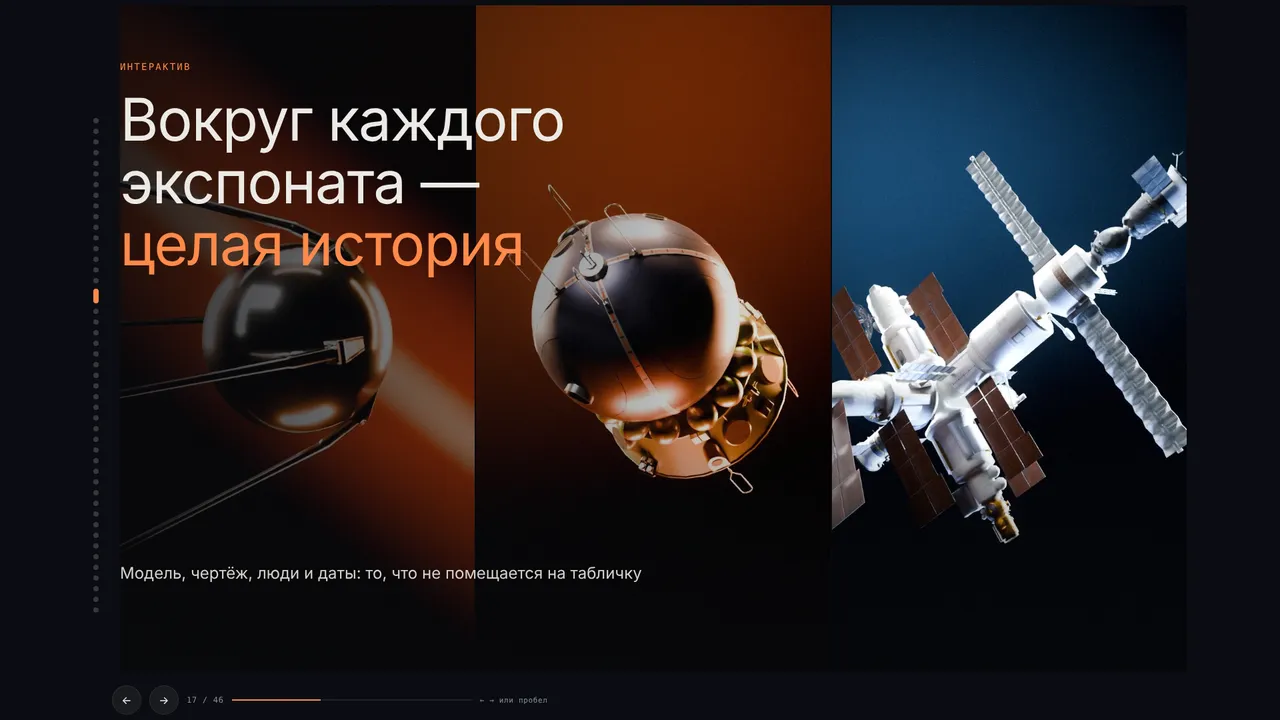 ИНТЕРАКТИВ
Вокруг каждого
экспоната —
целая история
Модель, чертёж, люди и даты: то, что не помещается на табличку
← → 17 / 46 ← → или пробел